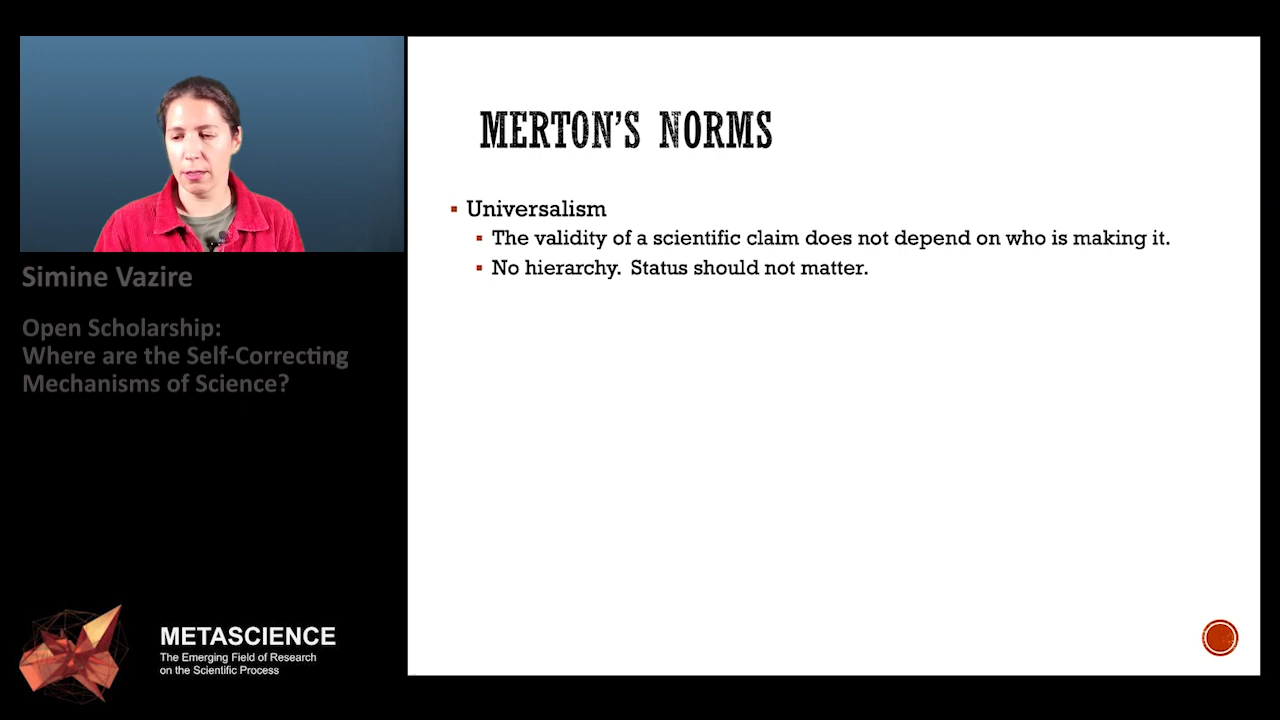 MERTON'S NORMS
Universalism
The validity of a scientific claim does not depend on who is making it.
No hierarchy. Status should not matter.
Simine Vazire
Open Scholarship:
Where are the Self-Correcting
Mechanisms of Science?
METASCIENCE
The Emerging Field of Research
on the Scientific Process